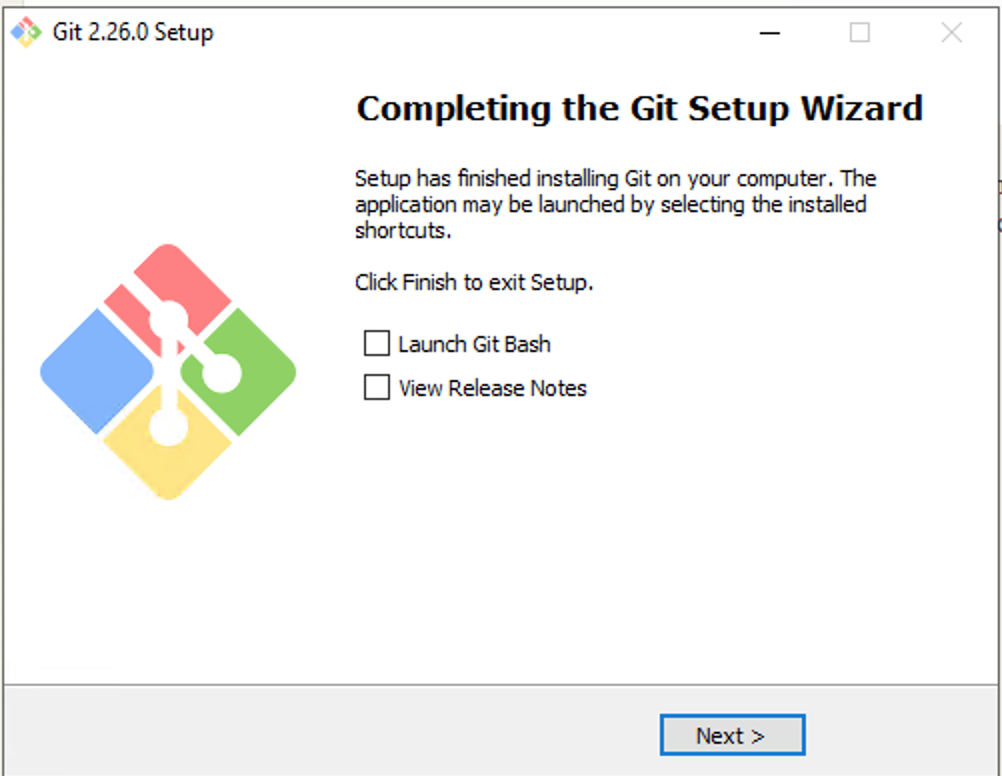 Git 2.26.0 Setup
Completing the Git Setup Wizard
Setup has finished installing Git on your computer. The
application may be launched by selecting the installed
shortcuts.
Click Finish to exit Setup.
Launch Git Bash
View Release Notes
Next >